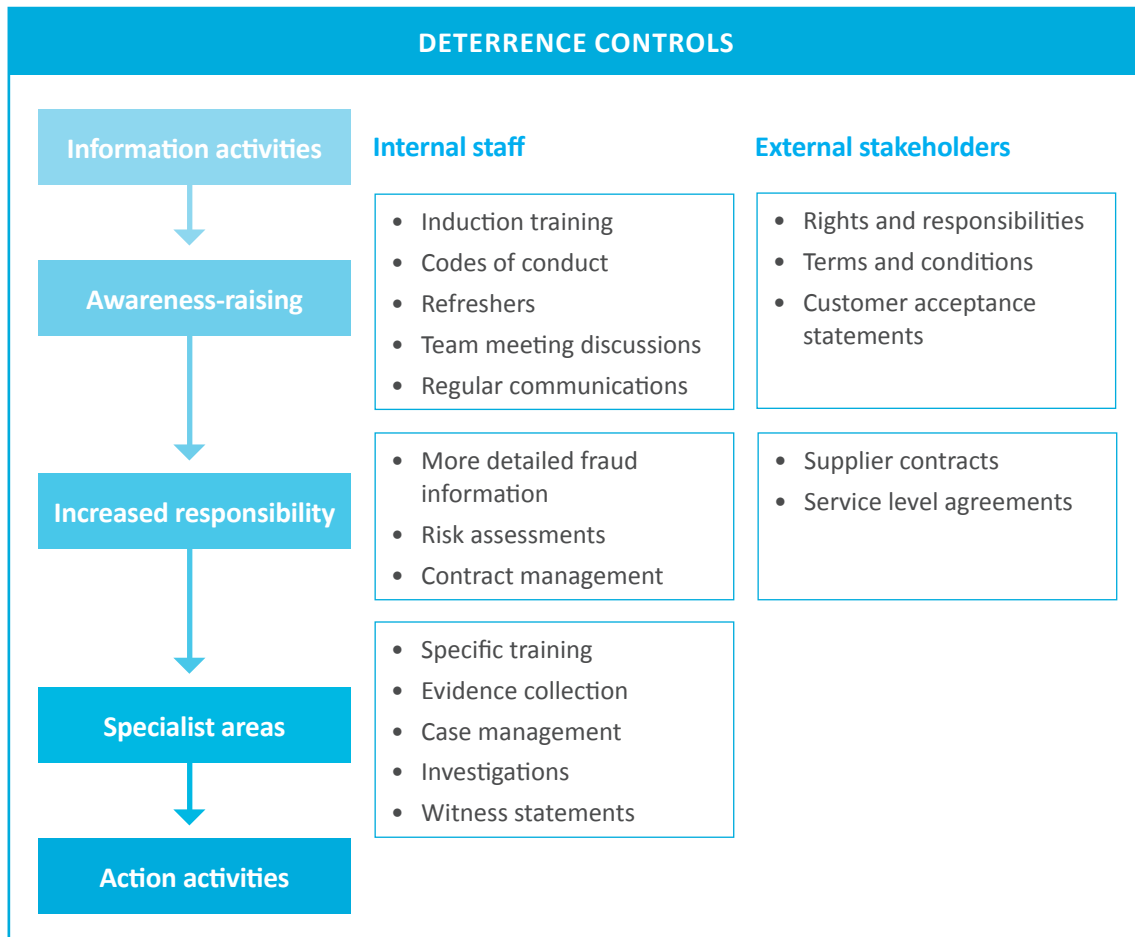 DETERRENCE CONTROLS
Information activities
Awareness-raising
Increased responsibility
Specialist areas
Action activities
Internal staff
• Induction training
• Codes of conduct
• Refreshers
• Team meeting discussions
• Regular communications
• More detailed fraud
information
• Risk assessments
• Contract management
• Specific training
• Evidence collection
• Case management
• Investigations
• Witness statements
External stakeholders
• Rights and responsibilities
• Terms and conditions
• Customer acceptance
statements
• Supplier contracts
• Service level agreements